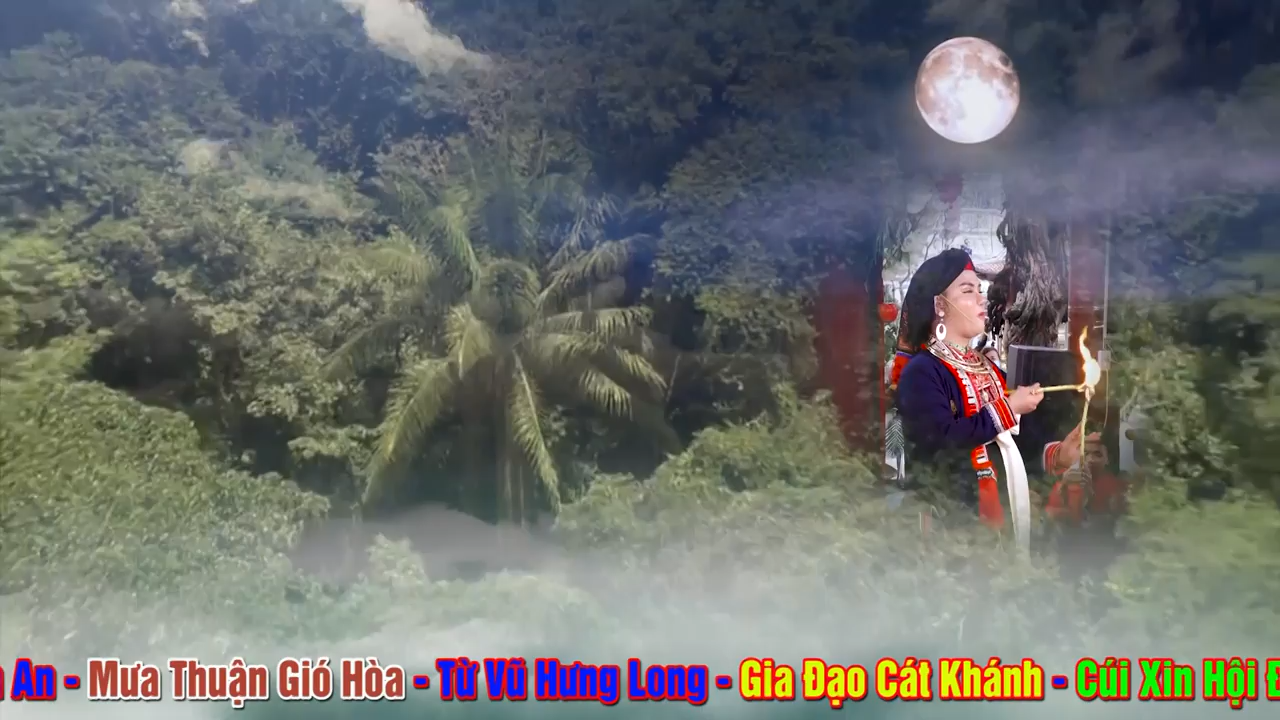 An - Mưa Thuận Gió Hòa - Từ Vũ Hưng Long - Gia Đạo Cát Khánh - Cúi Xin Hội